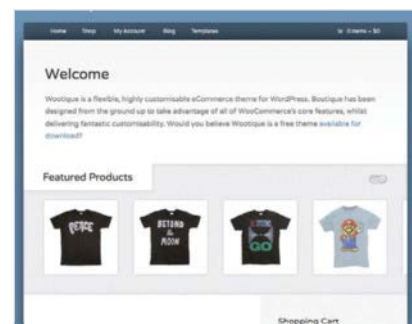 Home Shop My Account Blog Templates 0 items - $0
Welcome
Wootique is a flexible, highly customisable eCommerce theme for WordPress. Boutique has been
designed from the ground up to take advantage of all of WooCommerce's core features, whilst
delivering fantastic customisability. Would you believe Wootique is a free theme available for
download?
Featured Products
PEACE
BEYOND
THE
MOON
GO
Shopping Cart